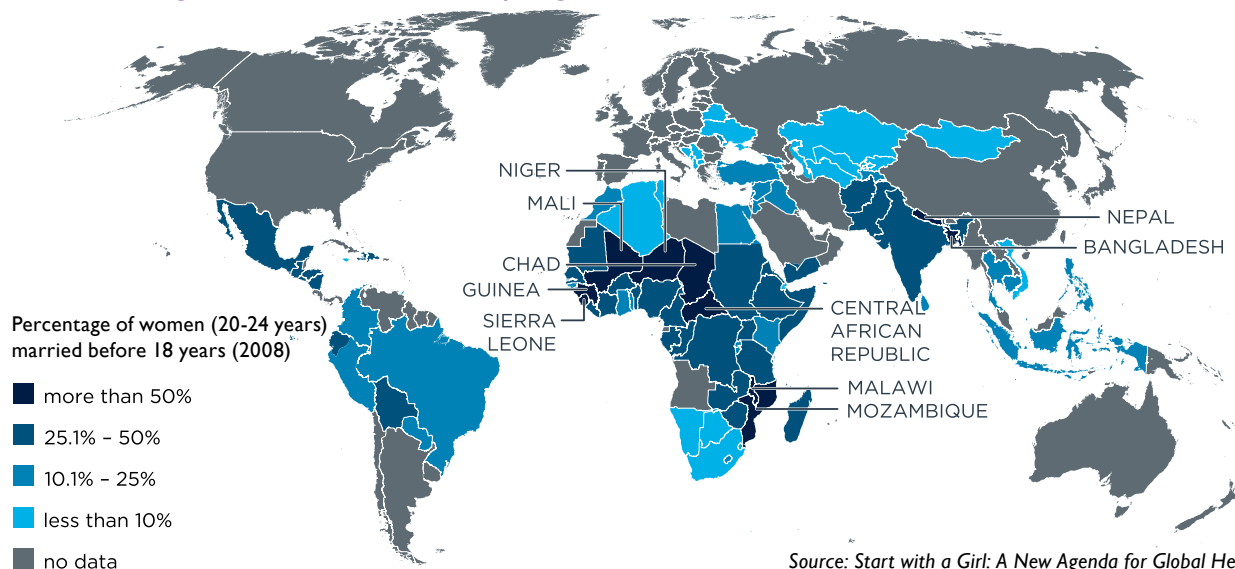 NIGER
MALI
NEPAL
BANGLADESH
CHAD
GUINEA
SIERRA
LEONE
CENTRAL
AFRICAN
REPUBLIC
MALAWI
MOZAMBIQUE
Percentage of women (20-24 years)
married before 18 years (2008)
more than 50%
25.1% – 50%
10.1% – 25%
less than 10%
no data
Source: Start with a Girl: A New Agenda for Global He